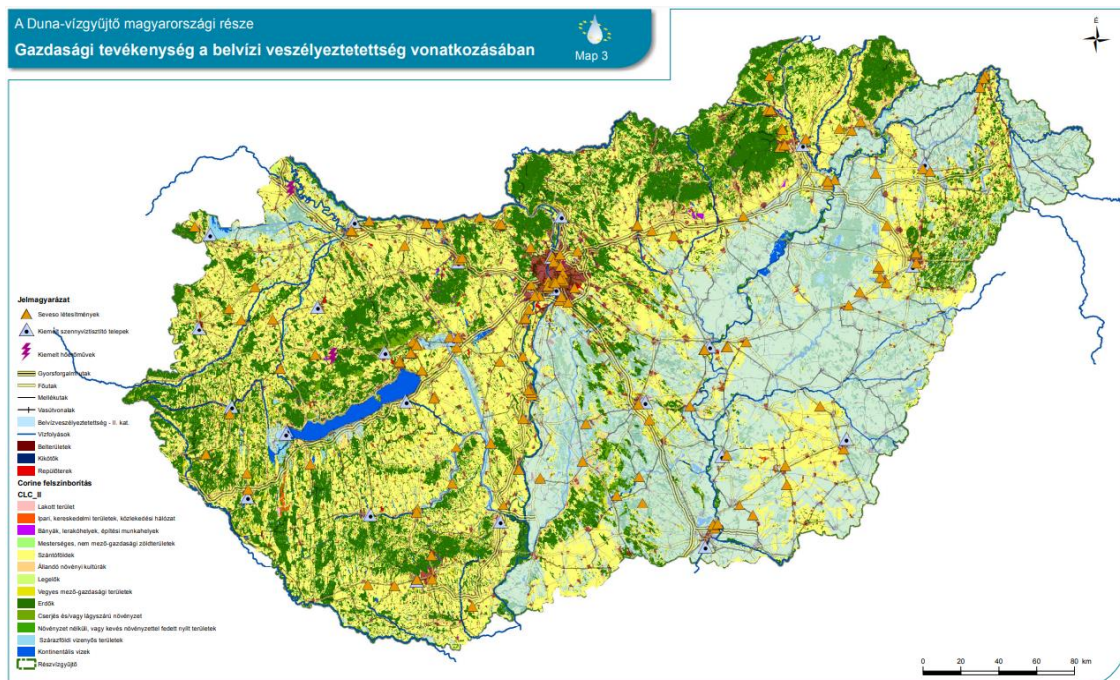 A Duna-vízgyűjtő magyarországi része
Gazdasági tevékenység a belvízi veszélyeztetettség vonatkozásában
Map 3
É
Jelmagyarázat
Seveso létesítmények
Kiemelt szennyvíztisztító telepek
Kiemelt hőerőművek
Gyorsforgalmi utak
Főutak
Mellékutak
Vasútvonalak
Belvízveszélyeztetettség - II. kat.
Vízfolyások
Belterületek
Kikötők
Repülőterek
Corine felszínborítás
CLC_II
Lakott terület
Ipari, kereskedelmi területek, közlekedési hálózat
Bányák, lerakóhelyek, építési munkahelyek
Mesterséges, nem mező-gazdasági zöldterületek
Szántóföldek
Állandó növényi kultúrák
Legelők
Vegyes mező-gazdasági területek
Erdők
Cserjés és/vagy lágyszárú növényzet
Növényzet nélküli, vagy kevés növényzettel fedett nyílt területek
Szárazföldi vizenyős területek
Kontinentális vizek
Részvízgyűjtő
0 20 40 60 80 km